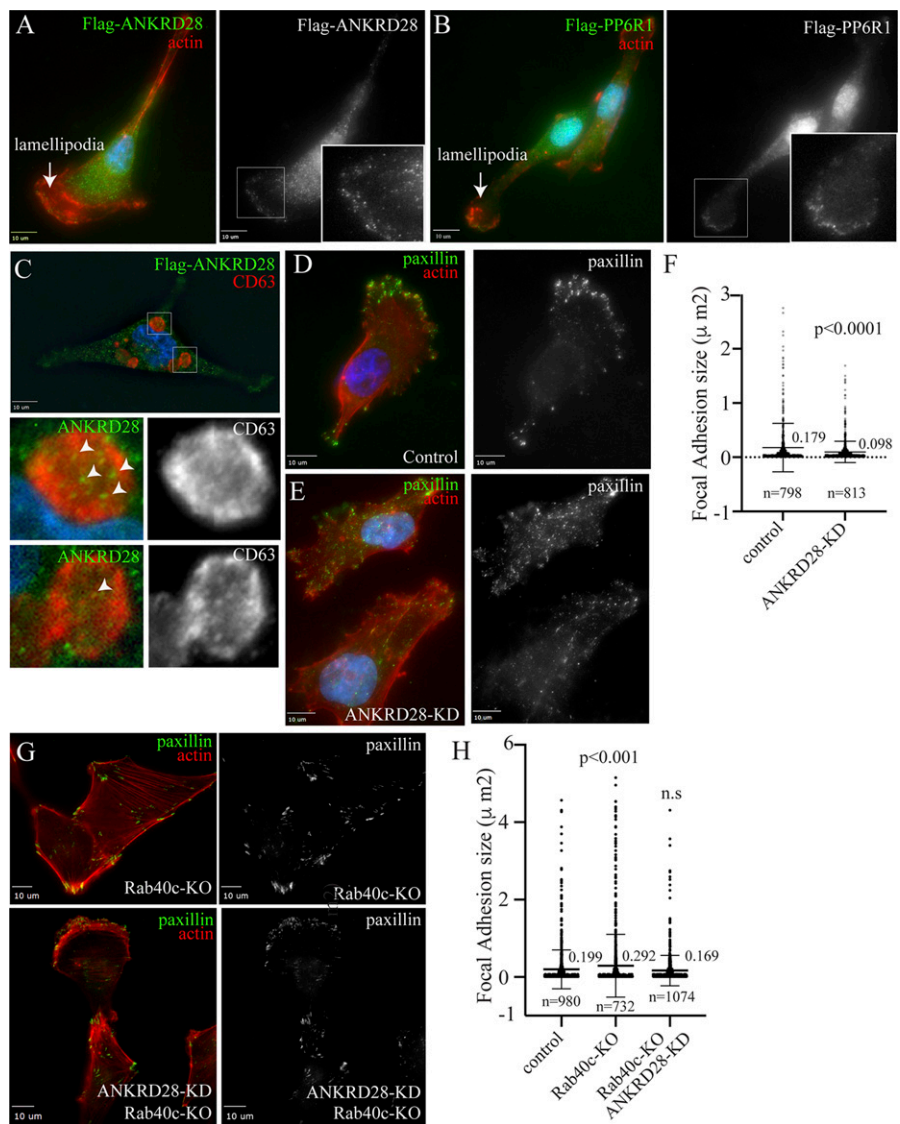 A
Flag-ANKRD28
actin
lamellipodia
10 um
Flag-ANKRD28
10 um
B
Flag-PP6R1
actin
lamellipodia
10 um
Flag-PP6R1
10 um
C
Flag-ANKRD28
CD63
10 um
ANKRD28
CD63
ANKRD28
CD63
D
paxillin
actin
10 um
Control
paxillin
10 um
E
paxillin
actin
10 um
ANKRD28-KD
paxillin
10 um
F
Focal Adhesion size (μ m2)
3
2
1
0
-1
p<0.0001
0.179
0.098
n=798
n=813
control
ANKRD28-KD
G
paxillin
actin
10 um
Rab40c-KO
paxillin
10 um
Rab40c-KO
paxillin
actin
10 um
ANKRD28-KD
Rab40c-KO
paxillin
10 um
ANKRD28-KD
Rab40c-KO
H
Focal Adhesion size (μ m2)
6
4
2
0
-1
p<0.001
n.s
0.199
0.292
0.169
n=980
n=732
n=1074
control
Rab40c-KO
Rab40c-KO
ANKRD28-KD